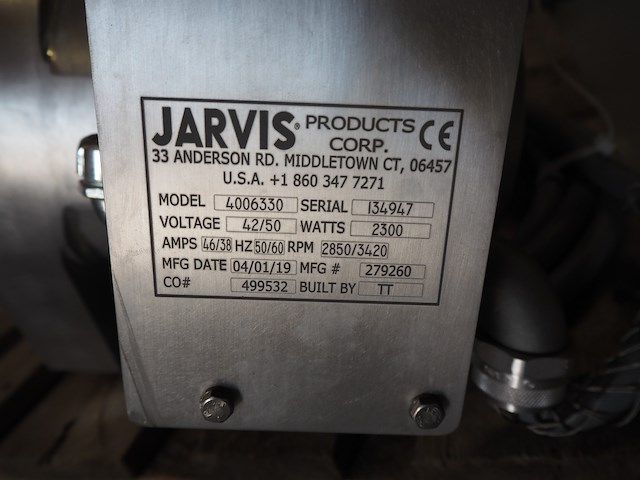 JARVIS® PRODUCTS CORP. CE
33 ANDERSON RD. MIDDLETOWN CT, 06457
U.S.A. +1 860 347 7271
MODEL 4006330 SERIAL I34947
VOLTAGE 42/50 WATTS 2300
AMPS 46/38 HZ 50/60 RPM 2850/3420
MFG DATE 04/01/19 MFG # 279260
CO# 499532 BUILT BY TT